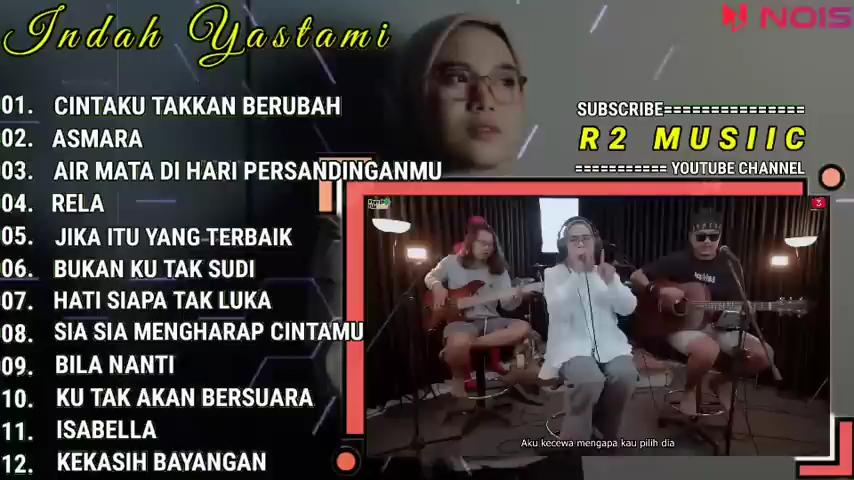 Indah Yastami
NOIS
01. CINTAKU TAKKAN BERUBAH
02. ASMARA
03. AIR MATA DI HARI PERSANDINGANMU
04. RELA
05. JIKA ITU YANG TERBAIK
06. BUKAN KU TAK SUDI
07. HATI SIAPA TAK LUKA
08. SIA SIA MENGHARAP CINTAMU
09. BILA NANTI
10. KU TAK AKAN BERSUARA
11. ISABELLA
12. KEKASIH BAYANGAN
SUBSCRIBE===============
R2 MUSIIC
=========== YOUTUBE CHANNEL
3
Aku kecewa mengapa kau pilih dia